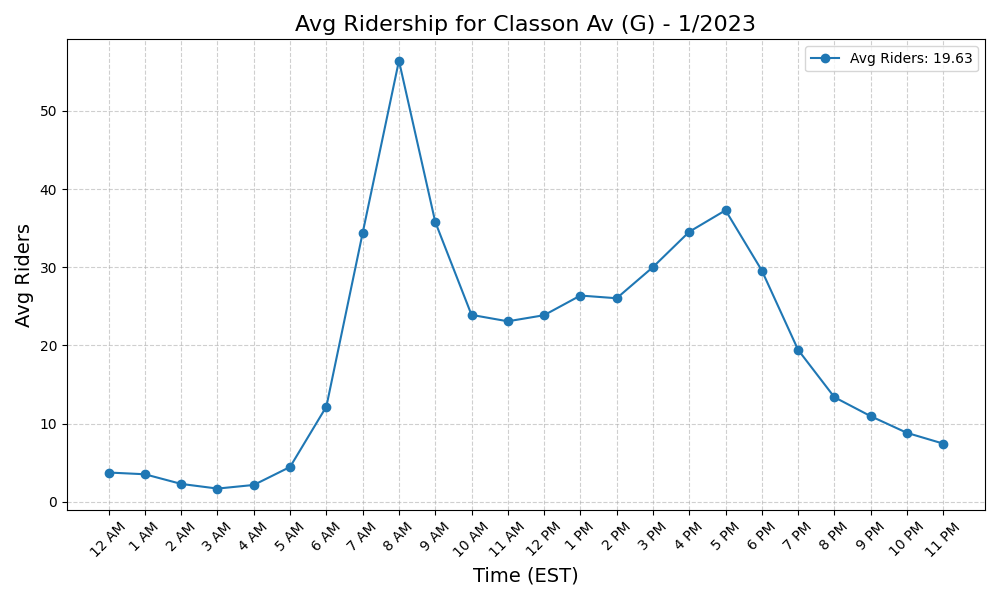 Avg Ridership for Classon Av (G) - 1/2023
Avg Riders: 19.63
Avg Riders
50
40
30
20
10
0
12 AM
1 AM
2 AM
3 AM
4 AM
5 AM
6 AM
7 AM
8 AM
9 AM
10 AM
11 AM
12 PM
1 PM
2 PM
3 PM
4 PM
5 PM
6 PM
7 PM
8 PM
9 PM
10 PM
11 PM
Time (EST)